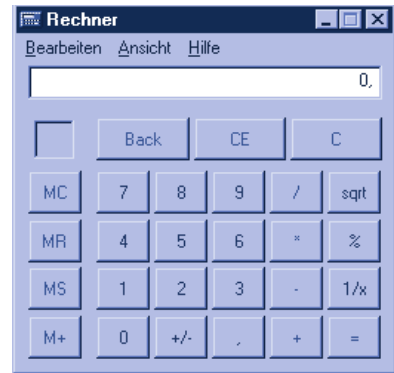 Rechner
Bearbeiten Ansicht Hilfe
0,
Back CE C
MC 7 8 9 / sqrt
MR 4 5 6 * %
MS 1 2 3 - 1/x
M+ 0 +/- , + =